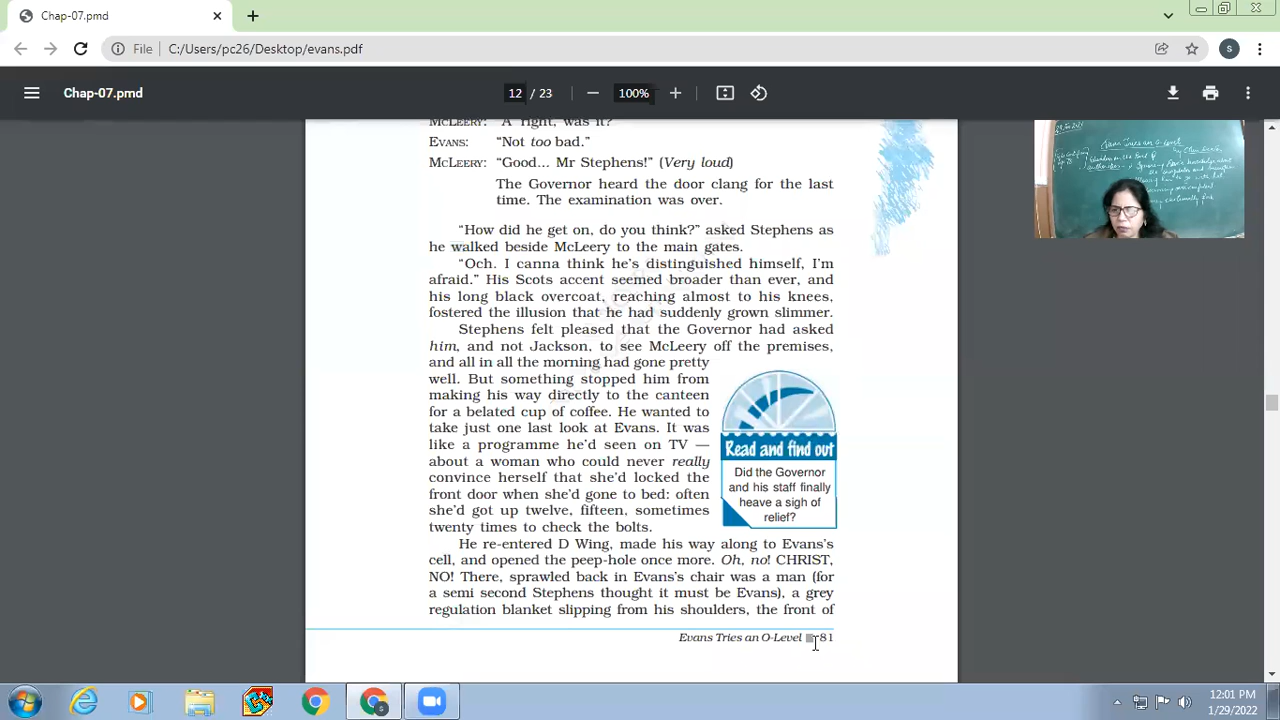 Chap-07.pmd
File C:/Users/pc26/Desktop/evans.pdf
S
Chap-07.pmd
12 / 23
100%
MCLEERY: "A' right, was it?"
EVANS: "Not too bad."
MCLEERY: "Good... Mr Stephens!" (Very loud)
The Governor heard the door clang for the last
time. The examination was over.
"How did he get on, do you think?" asked Stephens as
he walked beside McLeery to the main gates.
"Och. I canna think he's distinguished himself, I'm
afraid." His Scots accent seemed broader than ever, and
his long black overcoat, reaching almost to his knees,
fostered the illusion that he had suddenly grown slimmer.
Stephens felt pleased that the Governor had asked
him, and not Jackson, to see McLeery off the premises,
and all in all the morning had gone pretty
well. But something stopped him from
making his way directly to the canteen
for a belated cup of coffee. He wanted to
take just one last look at Evans. It was
like a programme he'd seen on TV —
about a woman who could never really
convince herself that she'd locked the
front door when she'd gone to bed: often
she'd got up twelve, fifteen, sometimes
twenty times to check the bolts.
Read and find out
Did the Governor
and his staff finally
heave a sigh of
relief?
He re-entered D Wing, made his way along to Evans's
cell, and opened the peep-hole once more. Oh, no! CHRIST,
NO! There, sprawled back in Evans's chair was a man (for
a semi second Stephens thought it must be Evans), a grey
regulation blanket slipping from his shoulders, the front of
Evans Tries an O-Level 81
Evans Tries an O-Level
12:01 PM
1/29/2022